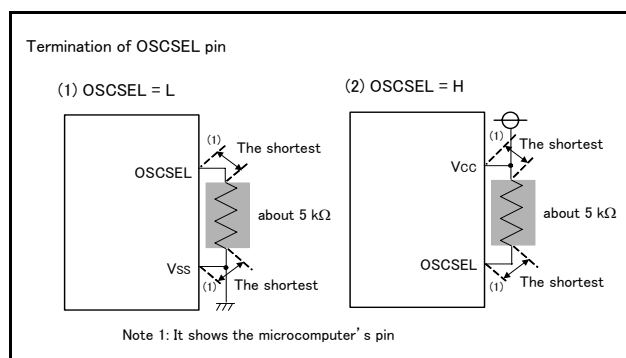 Termination of OSCSEL pin
(1) OSCSEL = L
(2) OSCSEL = H
(1)
The shortest
OSCSEL
about 5 kΩ
Vss
(1)
The shortest
(1)
The shortest
Vcc
about 5 kΩ
OSCSEL
(1)
The shortest
Note 1: It shows the microcomputer's pin